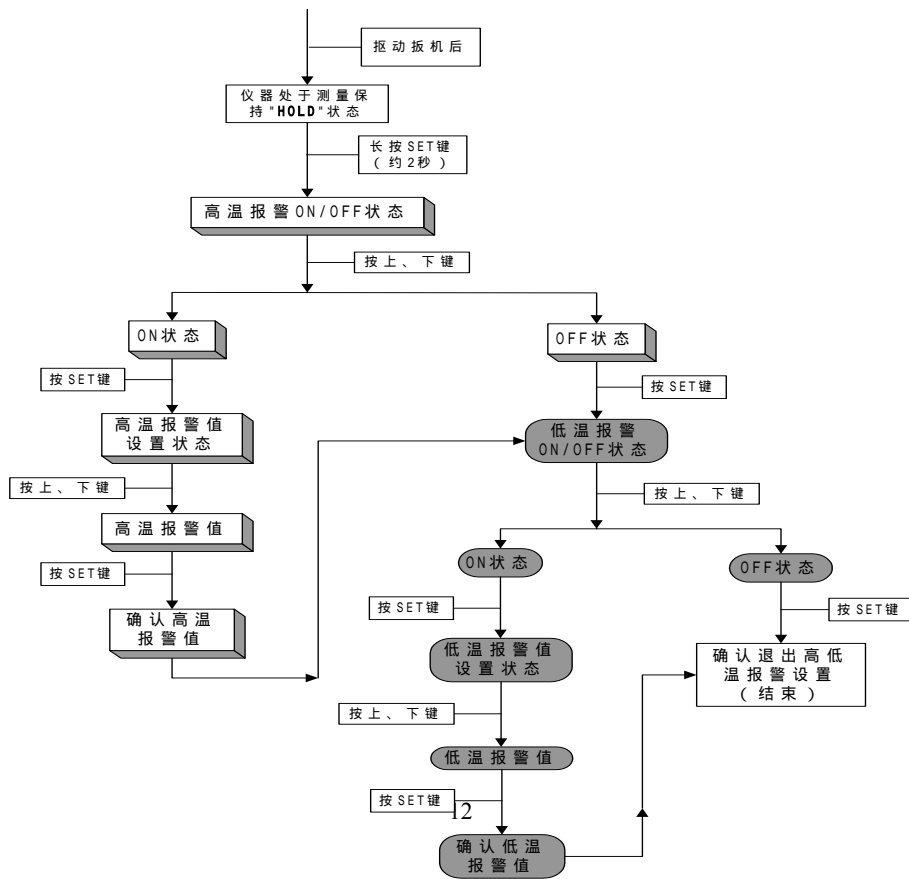 抠动扳机后
仪器处于测量保
持"HOLD"状态
长按SET键
（约2秒）
高温报警ON/OFF状态
按上、下键
ON状态
OFF状态
按SET键
按SET键
高温报警值
设置状态
低温报警
ON/OFF状态
按上、下键
按上、下键
高温报警值
ON状态
OFF状态
按SET键
按SET键
按SET键
确认高温
报警值
低温报警值
设置状态
确认退出高低
温报警设置
（结束）
按上、下键
低温报警值
按SET键
12
确认低温
报警值